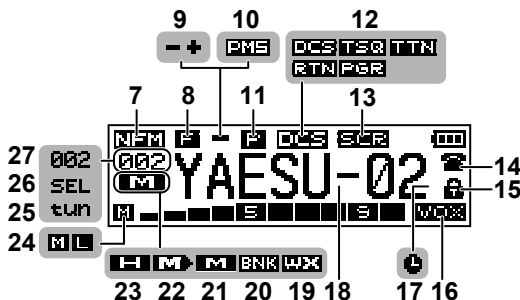 9 10 12
- + PMS DCS TSQ TTN
RTN PGR
7 8 11 13
NFM F - P DCS SCR
27 002 002 YAESU-02 14
26 SEL M 15
25 tun
24 M L M S 9 VOX
H M M BNK WX
23 22 21 20 19 18 17 16